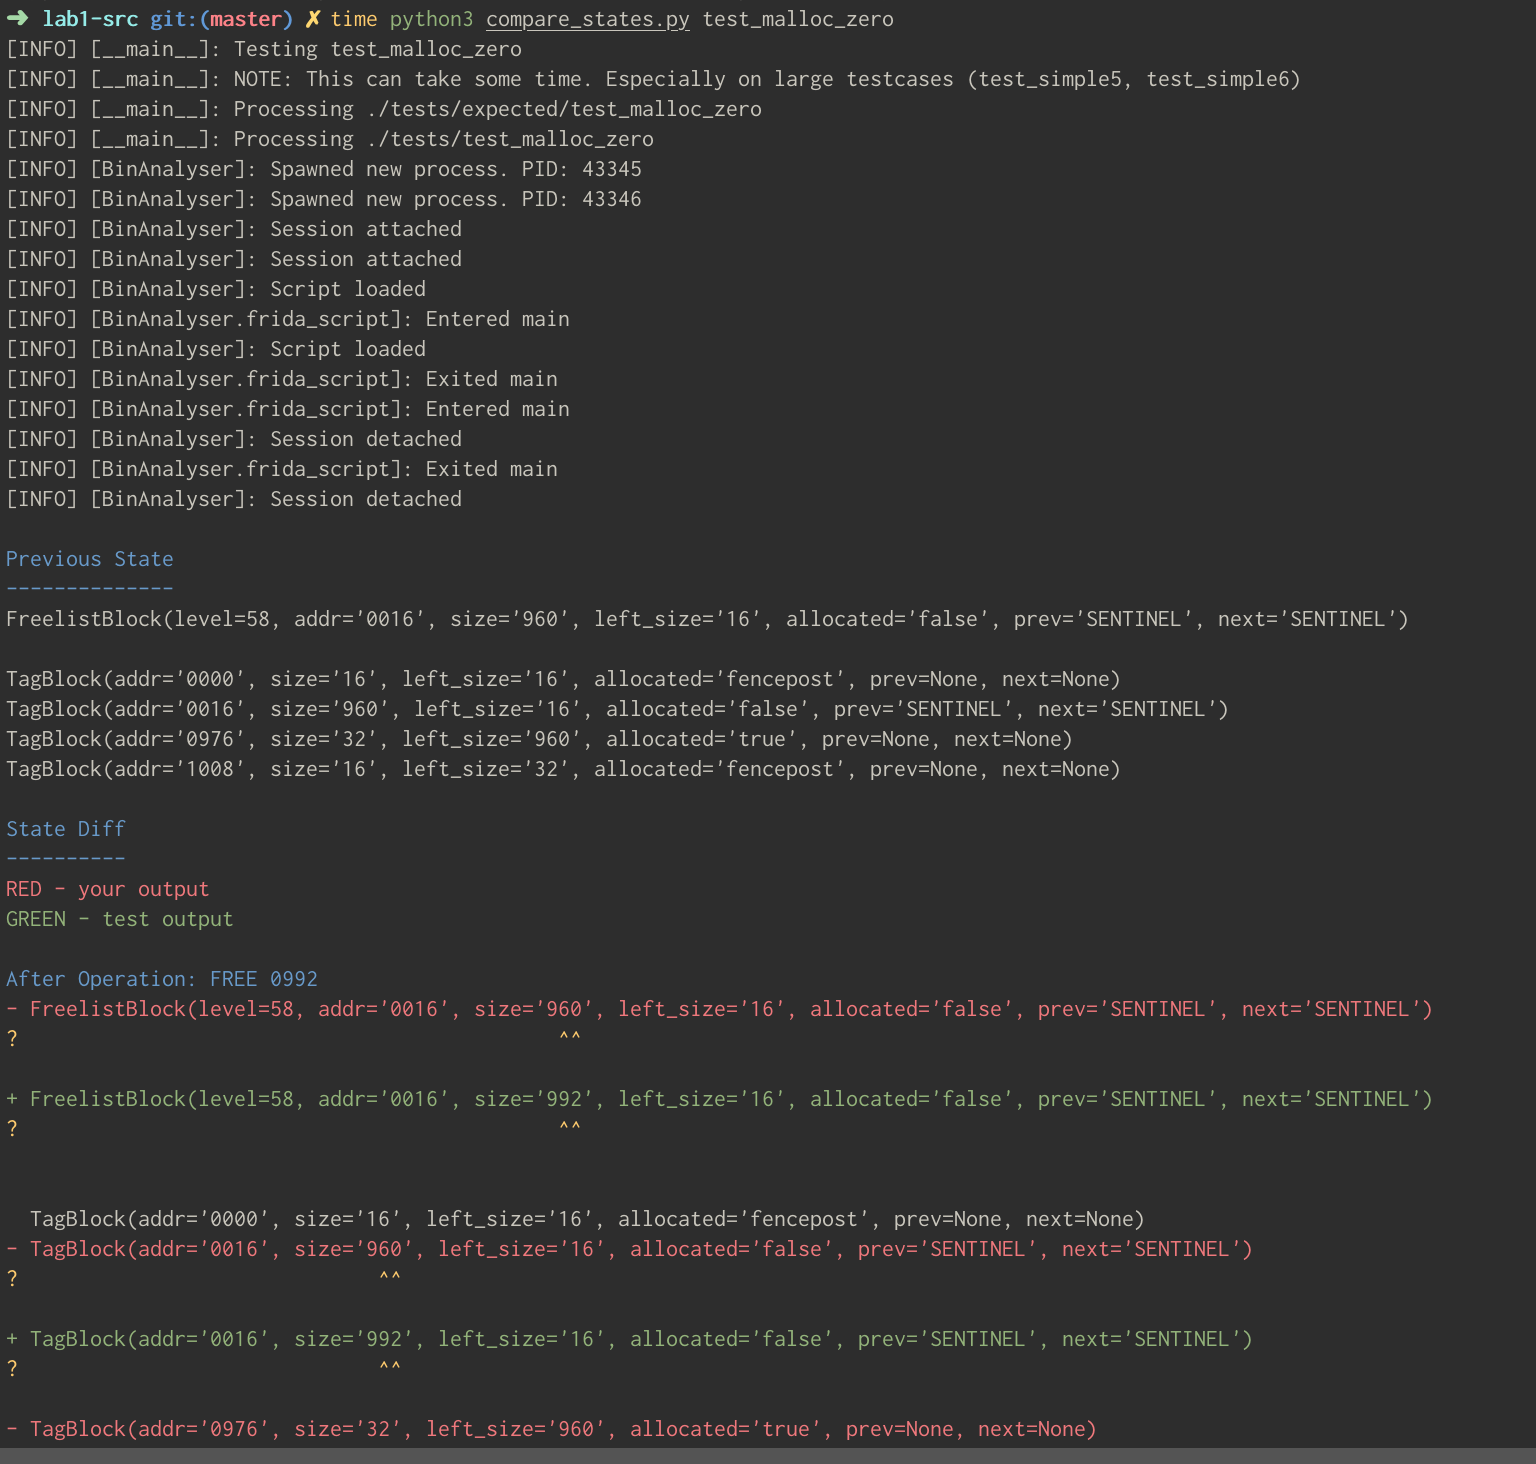 ➜ lab1-src git:(master) ✗ time python3 compare_states.py test_malloc_zero
[INFO] [__main__]: Testing test_malloc_zero
[INFO] [__main__]: NOTE: This can take some time. Especially on large testcases (test_simple5, test_simple6)
[INFO] [__main__]: Processing ./tests/expected/test_malloc_zero
[INFO] [__main__]: Processing ./tests/test_malloc_zero
[INFO] [BinAnalyser]: Spawned new process. PID: 43345
[INFO] [BinAnalyser]: Spawned new process. PID: 43346
[INFO] [BinAnalyser]: Session attached
[INFO] [BinAnalyser]: Session attached
[INFO] [BinAnalyser]: Script loaded
[INFO] [BinAnalyser.frida_script]: Entered main
[INFO] [BinAnalyser]: Script loaded
[INFO] [BinAnalyser.frida_script]: Exited main
[INFO] [BinAnalyser.frida_script]: Entered main
[INFO] [BinAnalyser]: Session detached
[INFO] [BinAnalyser.frida_script]: Exited main
[INFO] [BinAnalyser]: Session detached
Previous State
--------------
FreelistBlock(level=58, addr='0016', size='960', left_size='16', allocated='false', prev='SENTINEL', next='SENTINEL')
TagBlock(addr='0000', size='16', left_size='16', allocated='fencepost', prev=None, next=None)
TagBlock(addr='0016', size='960', left_size='16', allocated='false', prev='SENTINEL', next='SENTINEL')
TagBlock(addr='0976', size='32', left_size='960', allocated='true', prev=None, next=None)
TagBlock(addr='1008', size='16', left_size='32', allocated='fencepost', prev=None, next=None)
State Diff
----------
RED - your output
GREEN - test output
After Operation: FREE 0992
- FreelistBlock(level=58, addr='0016', size='960', left_size='16', allocated='false', prev='SENTINEL', next='SENTINEL')
? ^^
+ FreelistBlock(level=58, addr='0016', size='992', left_size='16', allocated='false', prev='SENTINEL', next='SENTINEL')
? ^^
TagBlock(addr='0000', size='16', left_size='16', allocated='fencepost', prev=None, next=None)
- TagBlock(addr='0016', size='960', left_size='16', allocated='false', prev='SENTINEL', next='SENTINEL')
? ^^
+ TagBlock(addr='0016', size='992', left_size='16', allocated='false', prev='SENTINEL', next='SENTINEL')
? ^^
- TagBlock(addr='0976', size='32', left_size='960', allocated='true', prev=None, next=None)